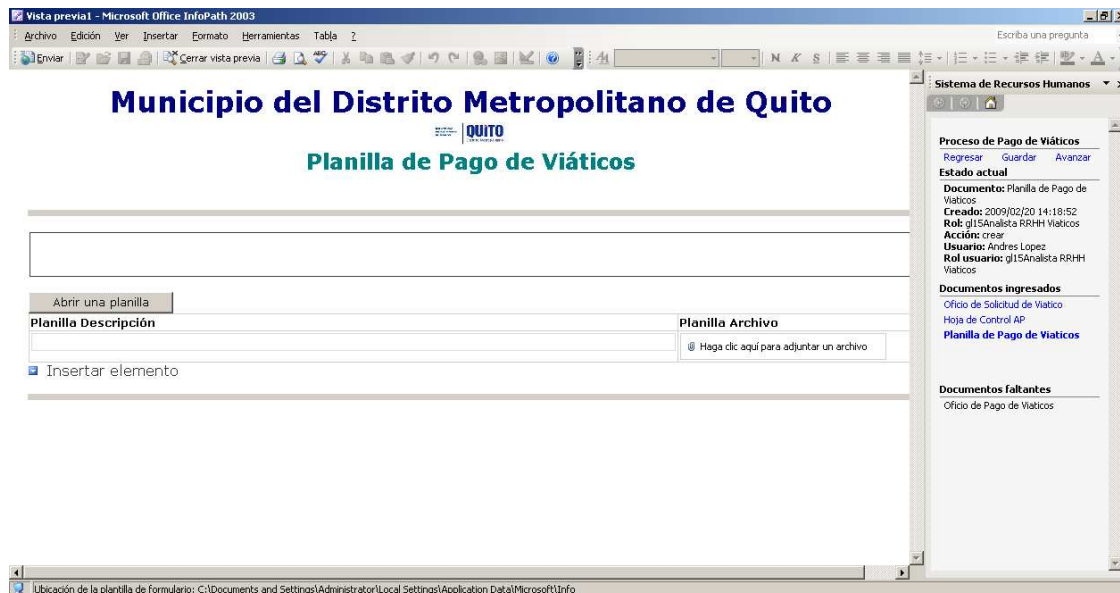 Vista previa1 - Microsoft Office InfoPath 2003
Archivo Edición Ver Insertar Formato Herramientas Tabla ?
Escriba una pregunta
Enviar Cerrar vista previa N K S
Municipio del Distrito Metropolitano de Quito
QUITO
Planilla de Pago de Viáticos
Abrir una planilla
Planilla Descripción Planilla Archivo
Haga clic aquí para adjuntar un archivo
Insertar elemento
Sistema de Recursos Humanos
Proceso de Pago de Viáticos
Regresar Guardar Avanzar
Estado actual
Documento: Planilla de Pago de
Viaticos
Creado: 2009/02/20 14:18:52
Rol: gl15Analista RRHH Viaticos
Acción: crear
Usuario: Andres Lopez
Rol usuario: gl15Analista RRHH
Viaticos
Documentos ingresados
Oficio de Solicitud de Viatico
Hoja de Control AP
Planilla de Pago de Viaticos
Documentos faltantes
Oficio de Pago de Viaticos
Ubicación de la plantilla de formulario: C:\Documents and Settings\Administrator\Local Settings\Application Data\Microsoft\Info